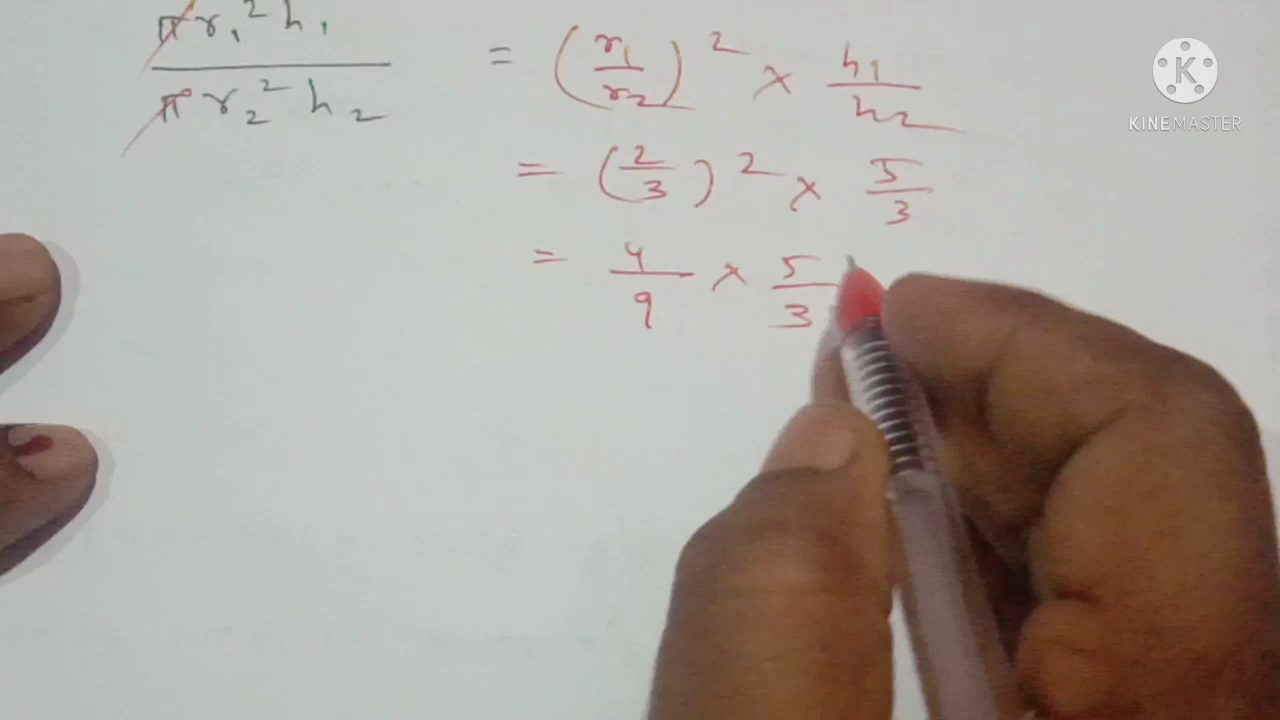 πr₁²h₁ / πr₂²h₂ = (r₁/r₂)² × h₁/h₂
= (2/3)² × 5/3
= 4/9 × 5/3
K
KINEMASTER